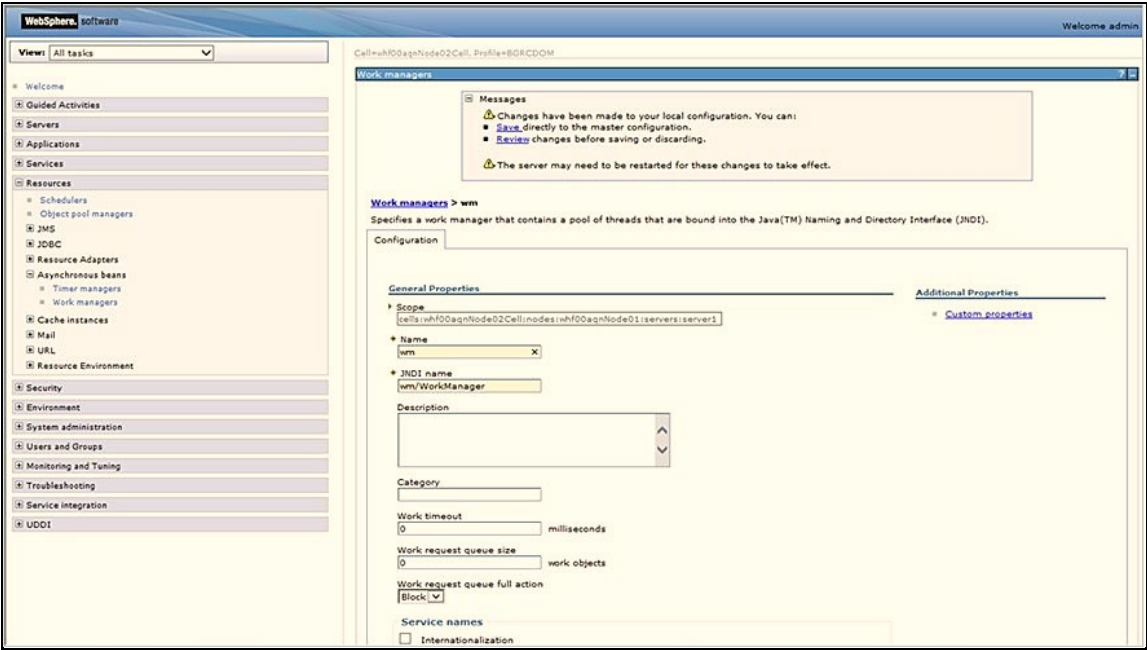 WebSphere. software
Welcome admin
View: All tasks
Cell=whf00aqnNode02Cell, Profile=BORCDOM
Work managers
? -
Welcome
Guided Activities
Servers
Applications
Services
Resources
Schedulers
Object pool managers
JMS
JDBC
Resource Adapters
Asynchronous beans
Timer managers
Work managers
Cache instances
Mail
URL
Resource Environment
Security
Environment
System administration
Users and Groups
Monitoring and Tuning
Troubleshooting
Service integration
UDDI
Messages
Changes have been made to your local configuration. You can:
Save directly to the master configuration.
Review changes before saving or discarding.
The server may need to be restarted for these changes to take effect.
Work managers > wm
Specifies a work manager that contains a pool of threads that are bound into the Java(TM) Naming and Directory Interface (JNDI).
Configuration
General Properties
Scope
cells:whf00aqnNode02Cell:nodes:whf00aqnNode01:servers:server1
Name
wm
JNDI name
wm/WorkManager
Description
Category
Work timeout
0 milliseconds
Work request queue size
0 work objects
Work request queue full action
Block
Service names
Internationalization
Additional Properties
Custom properties